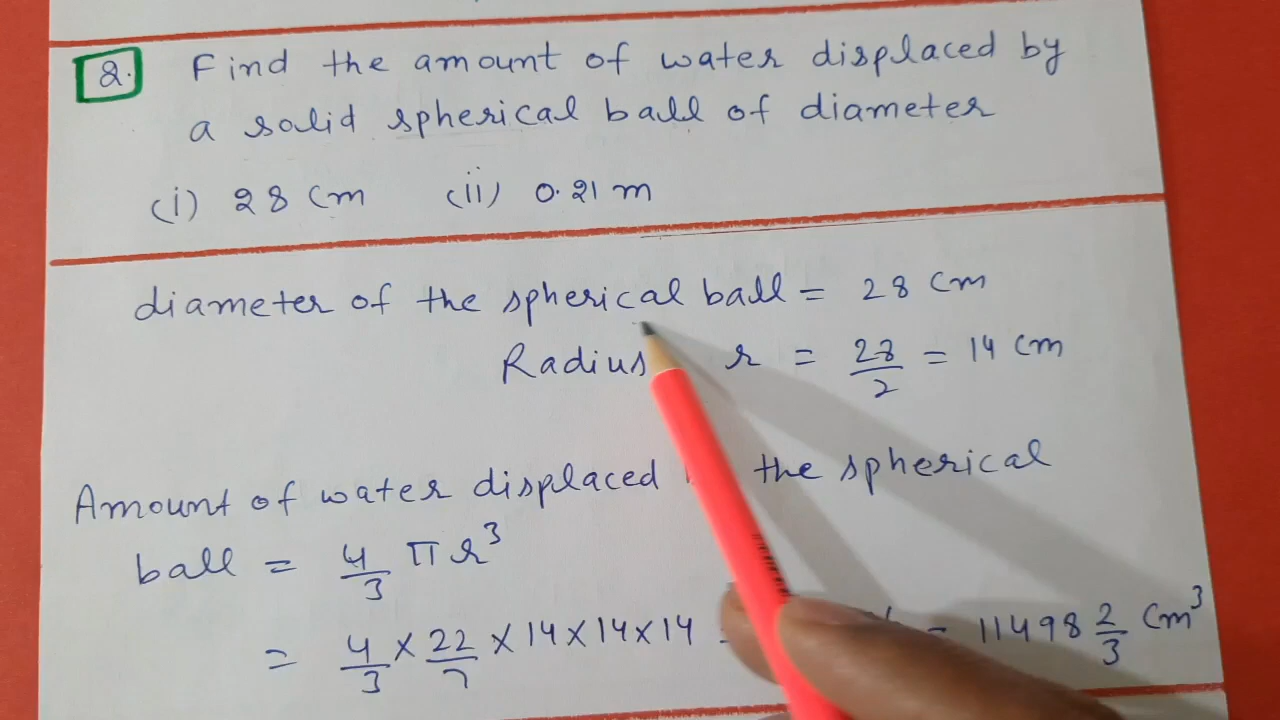 2. Find the amount of water displaced by
a solid spherical ball of diameter
(i) 28 cm (ii) 0.21 m
diameter of the spherical ball = 28 cm
Radius r = 28/2 = 14 cm
Amount of water displaced the spherical
ball = 4/3 π r³
= 4/3 × 22/7 × 14 × 14 × 14 = 11498 2/3 cm³